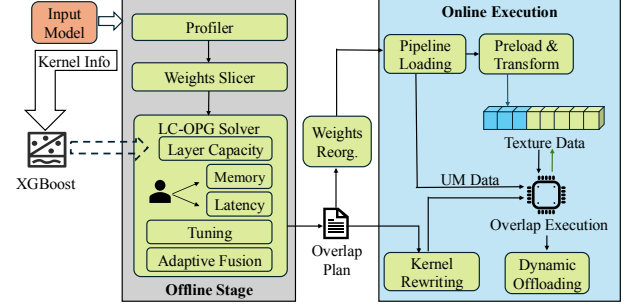 Input
Model
Kernel Info
XGBoost
Profiler
Weights Slicer
LC-OPG Solver
Layer Capacity
Memory
Latency
Tuning
Adaptive Fusion
Offline Stage
Weights
Reorg.
Overlap
Plan
Online Execution
Pipeline
Loading
Preload &
Transform
Texture Data
UM Data
Overlap Execution
Kernel
Rewriting
Dynamic
Offloading